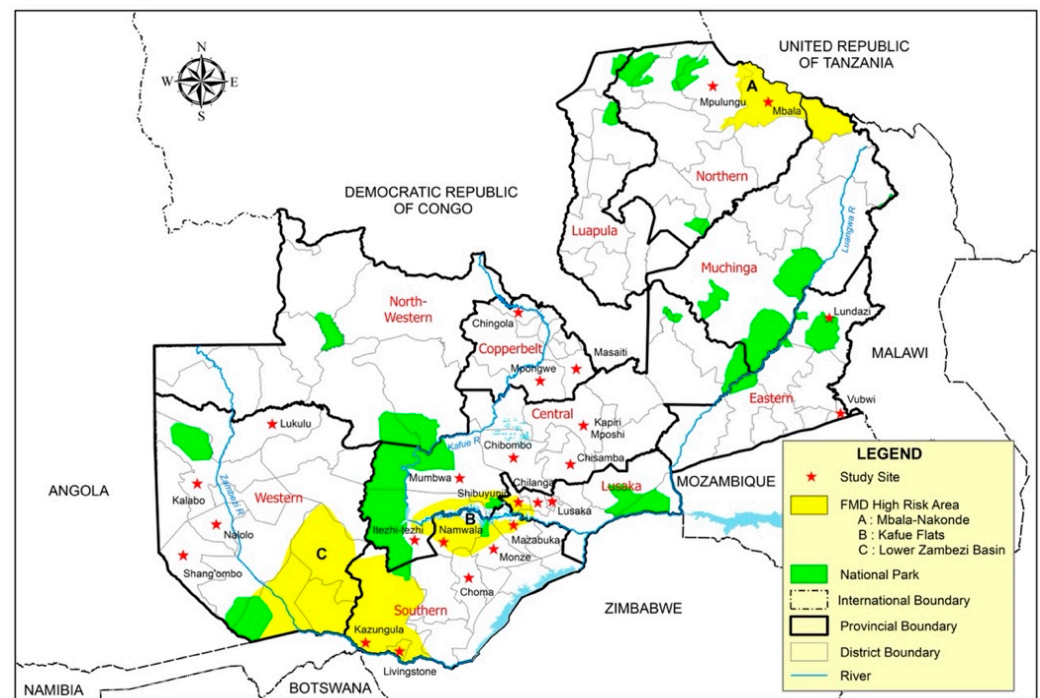 UNITED REPUBLIC
OF TANZANIA
N
W
E
S
A
Mpulungu
Mbala
Northern
DEMOCRATIC REPUBLIC
OF CONGO
Luapula
Luangwa R
Muchinga
North-
Western
Chingola
Copperbelt
Masaiti
Mpongwe
Lundazi
MALAWI
Eastern
Vubwi
Central
Kapiri
Mposhi
Lukulu
Kafue R
Chibombo
Chisamba
ANGOLA
Kalabo
Zambezi R
Western
Mumbwa
Chilanga
Shibuyunji
Lusaka
Lusaka
MOZAMBIQUE
Nalolo
Itezhi-tezhi
B
Namwala
Mazabuka
Monze
C
Shang'ombo
Choma
Southern
ZIMBABWE
Kazungula
Livingstone
NAMIBIA
BOTSWANA
LEGEND
Study Site
FMD High Risk Area
A : Mbala-Nakonde
B : Kafue Flats
C : Lower Zambezi Basin
National Park
International Boundary
Provincial Boundary
District Boundary
River